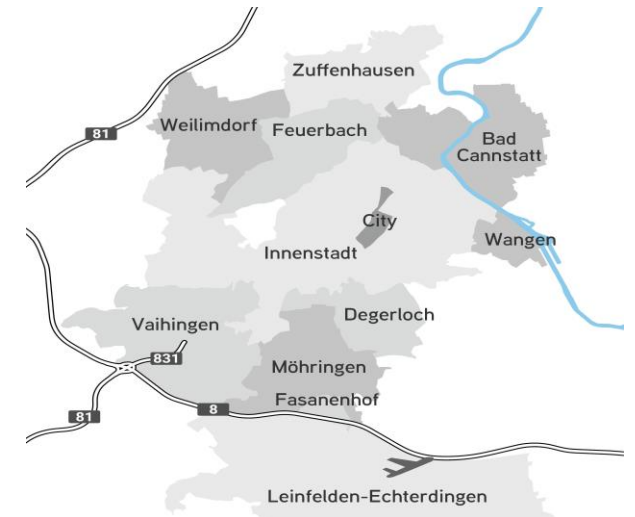 Zuffenhausen
81
Weilimdorf
Feuerbach
Bad
Cannstatt
City
Wangen
Innenstadt
Degerloch
Vaihingen
831
Möhringen
Fasanenhof
81
8
Leinfelden-Echterdingen